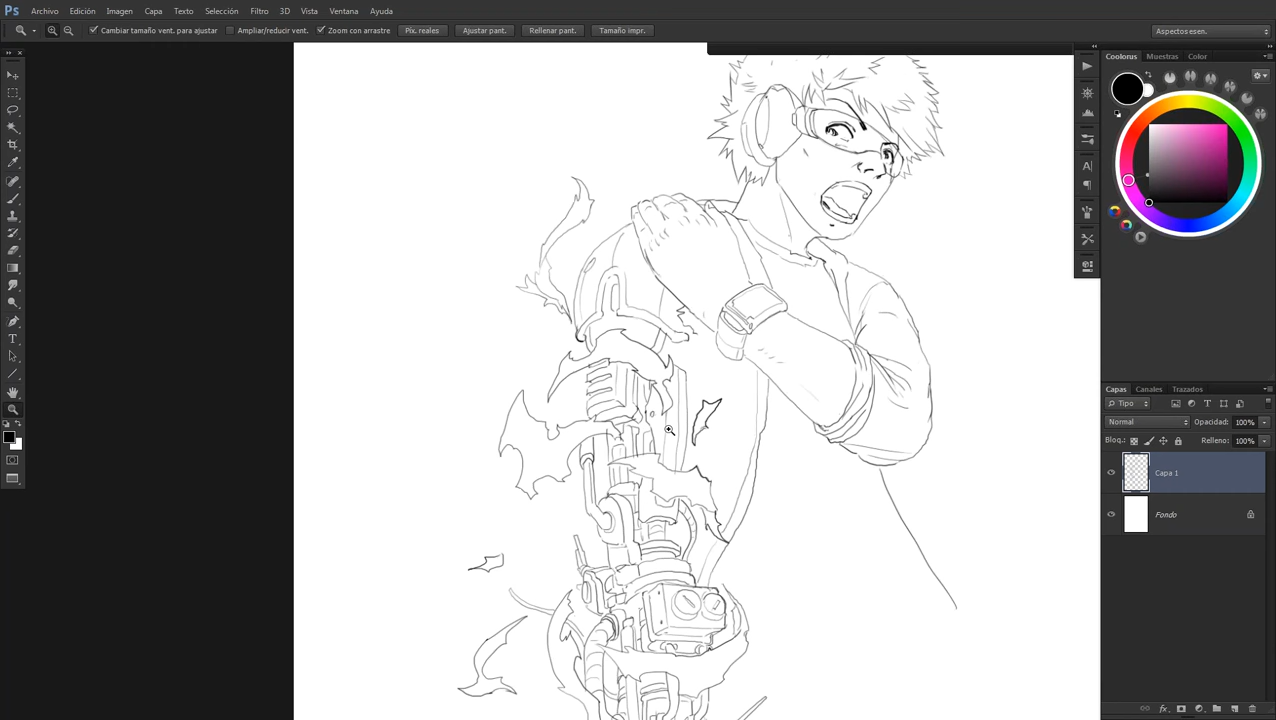 Ps Archivo Edición Imagen Capa Texto Selección Filtro 3D Vista Ventana Ayuda
Cambiar tamaño vent. para ajustar Ampliar/reducir vent. Zoom con arrastre Píx. reales Ajustar pant. Rellenar pant. Tamaño impr. Aspectos esen.
Coolorus Muestras Color
Capas Canales Trazados
Tipo
Normal Opacidad: 100%
Bloq.: Relleno: 100%
Capa 1
Fondo